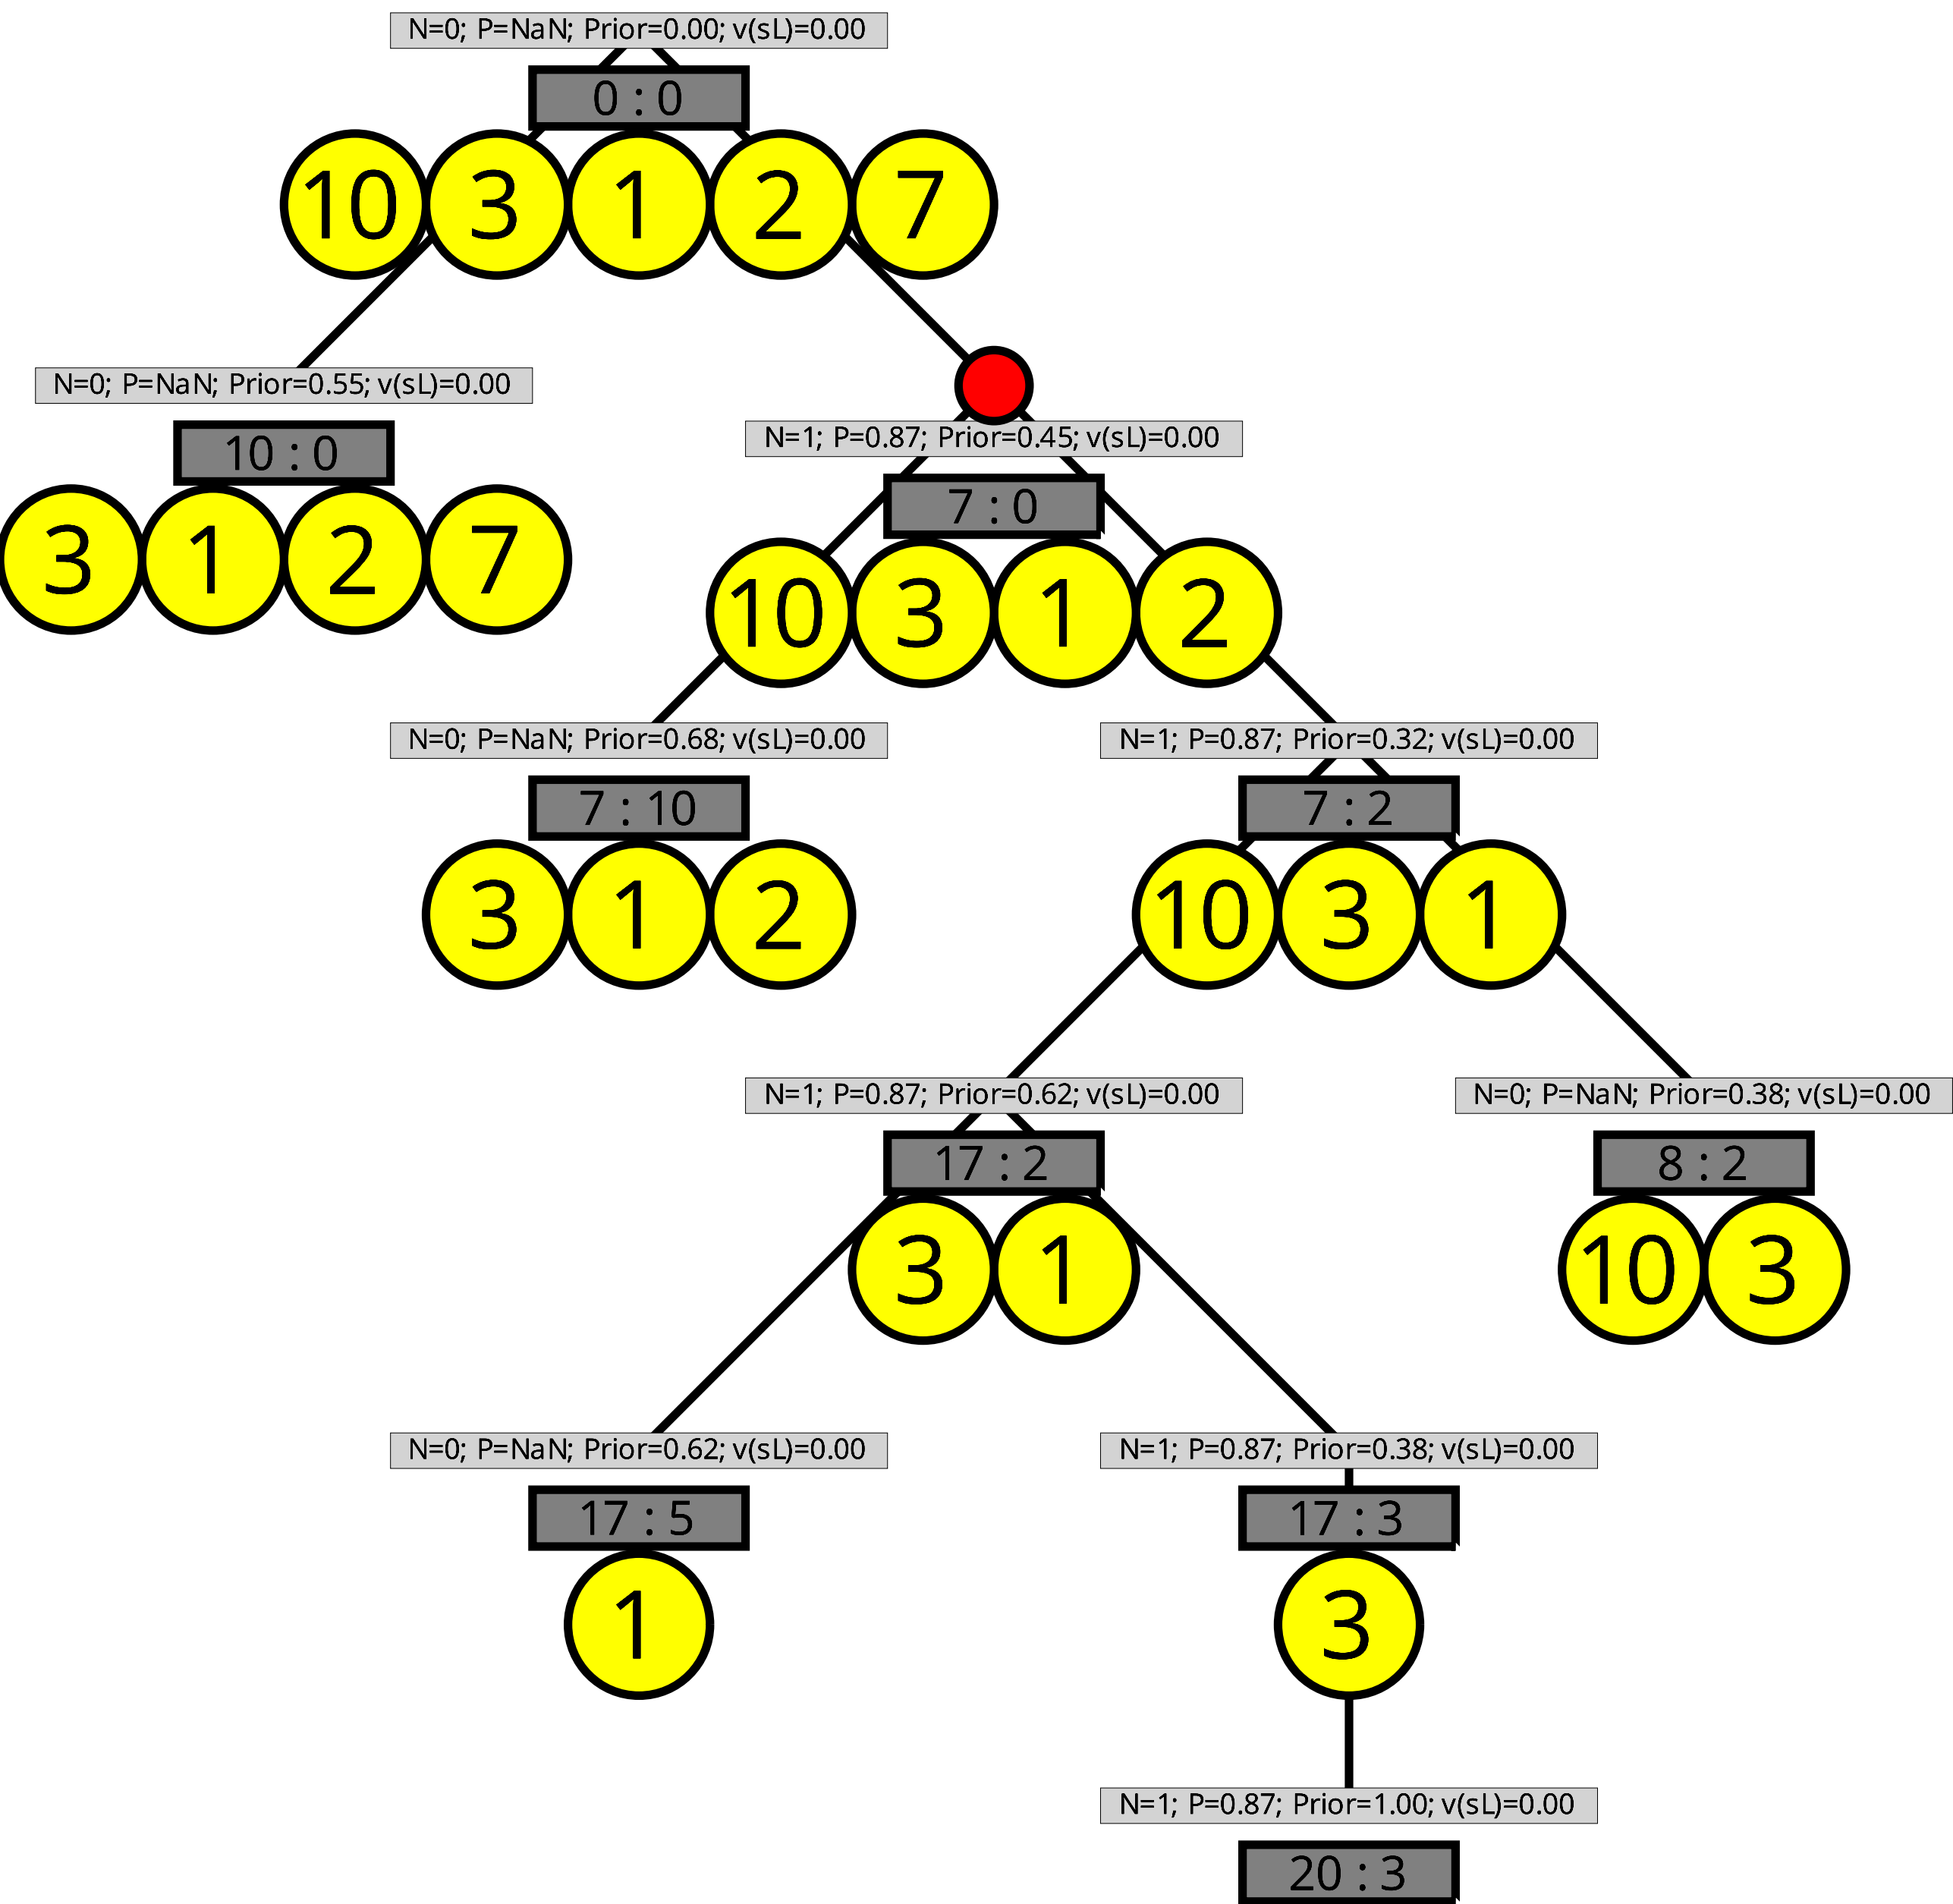 N=0; P=NaN; Prior=0.00; v(sL)=0.00
0 : 0
10 3 1 2 7
N=0; P=NaN; Prior=0.55; v(sL)=0.00
10 : 0
3 1 2 7
N=1; P=0.87; Prior=0.45; v(sL)=0.00
7 : 0
10 3 1 2
N=0; P=NaN; Prior=0.68; v(sL)=0.00
7 : 10
3 1 2
N=1; P=0.87; Prior=0.32; v(sL)=0.00
7 : 2
10 3 1
N=1; P=0.87; Prior=0.62; v(sL)=0.00
17 : 2
3 1
N=0; P=NaN; Prior=0.38; v(sL)=0.00
8 : 2
10 3
N=0; P=NaN; Prior=0.62; v(sL)=0.00
17 : 5
1
N=1; P=0.87; Prior=0.38; v(sL)=0.00
17 : 3
3
N=1; P=0.87; Prior=1.00; v(sL)=0.00
20 : 3